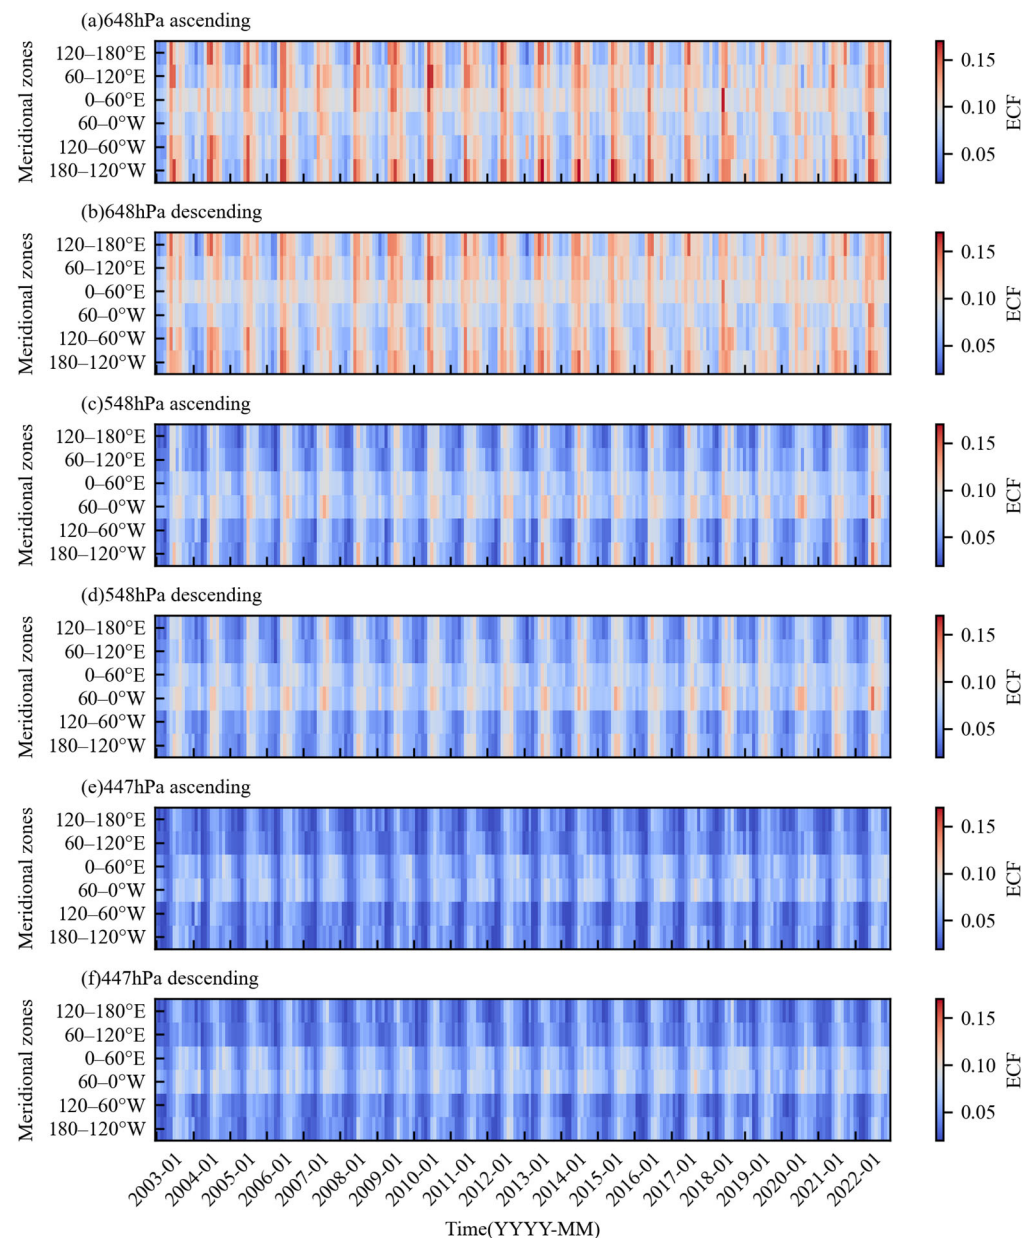 (a)648hPa ascending
Meridional zones
120–180°E
60–120°E
0–60°E
60–0°W
120–60°W
180–120°W
0.15
0.10
0.05
ECF
(b)648hPa descending
Meridional zones
120–180°E
60–120°E
0–60°E
60–0°W
120–60°W
180–120°W
0.15
0.10
0.05
ECF
(c)548hPa ascending
Meridional zones
120–180°E
60–120°E
0–60°E
60–0°W
120–60°W
180–120°W
0.15
0.10
0.05
ECF
(d)548hPa descending
Meridional zones
120–180°E
60–120°E
0–60°E
60–0°W
120–60°W
180–120°W
0.15
0.10
0.05
ECF
(e)447hPa ascending
Meridional zones
120–180°E
60–120°E
0–60°E
60–0°W
120–60°W
180–120°W
0.15
0.10
0.05
ECF
(f)447hPa descending
Meridional zones
120–180°E
60–120°E
0–60°E
60–0°W
120–60°W
180–120°W
0.15
0.10
0.05
ECF
2003-01
2004-01
2005-01
2006-01
2007-01
2008-01
2009-01
2010-01
2011-01
2012-01
2013-01
2014-01
2015-01
2016-01
2017-01
2018-01
2019-01
2020-01
2021-01
2022-01
Time(YYYY-MM)